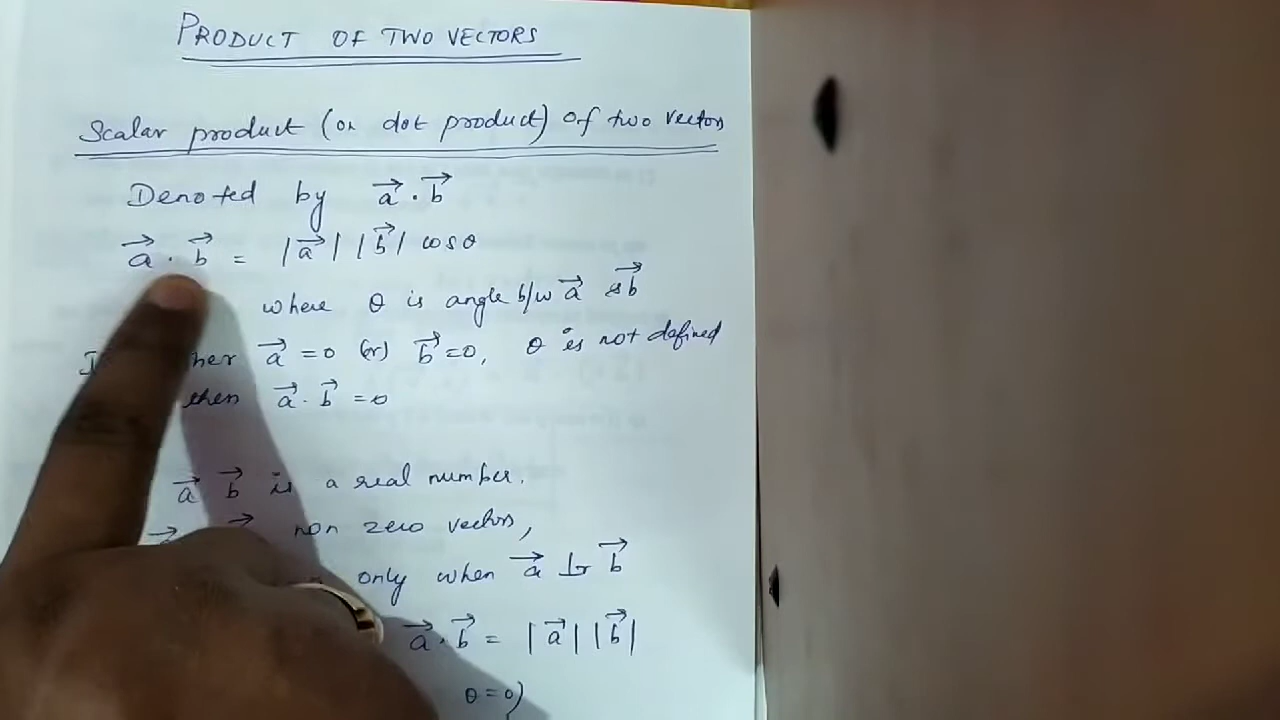 PRODUCT OF TWO VECTORS
Scalar product (or dot product) of two vectors
Denoted by a⃗ . b⃗
a⃗ . b⃗ = |a⃗| |b⃗| cos θ
where θ is angle b/w a⃗ & b⃗
a⃗ = 0 (or) b⃗ = 0, θ is not defined
then a⃗ . b⃗ = 0
a⃗ b⃗ is a real number.
non zero vectors,
only when a⃗ ⊥r b⃗
a⃗ . b⃗ = |a⃗| |b⃗|
θ = 0)